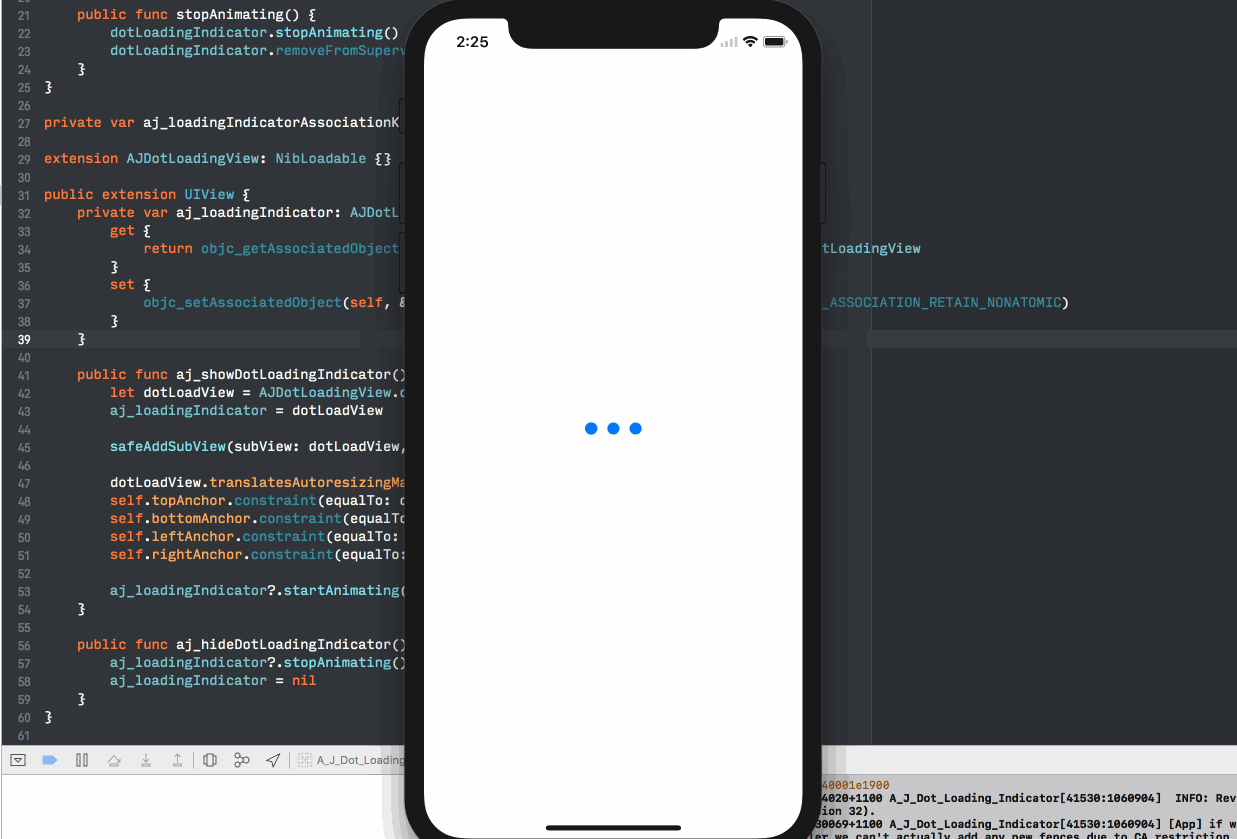 21 public func stopAnimating() {
22 dotLoadingIndicator.stopAnimating()
23 dotLoadingIndicator.removeFromSuperv
24 }
25 }
26
27 private var aj_loadingIndicatorAssociationK
28
29 extension AJDotLoadingView: NibLoadable {}
30
31 public extension UIView {
32 private var aj_loadingIndicator: AJDotL
33 get {
34 return objc_getAssociatedObject tLoadingView
35 }
36 set {
37 objc_setAssociatedObject(self, & _ASSOCIATION_RETAIN_NONATOMIC)
38 }
39 }
40
41 public func aj_showDotLoadingIndicator()
42 let dotLoadView = AJDotLoadingView.
43 aj_loadingIndicator = dotLoadView
44
45 safeAddSubView(subView: dotLoadView,
46
47 dotLoadView.translatesAutoresizingMa
48 self.topAnchor.constraint(equalTo: d
49 self.bottomAnchor.constraint(equalTo
50 self.leftAnchor.constraint(equalTo:
51 self.rightAnchor.constraint(equalTo:
52
53 aj_loadingIndicator?.startAnimating(
54 }
55
56 public func aj_hideDotLoadingIndicator()
57 aj_loadingIndicator?.stopAnimating()
58 aj_loadingIndicator = nil
59 }
60 }
61
2:25
A_J_Dot_Loading
40001e1900
4020+1100 A_J_Dot_Loading_Indicator[41530:1060904] INFO: Rev
ion 32).
30069+1100 A_J_Dot_Loading_Indicator[41530:1060904] [App] if w
er we can't actually add any new fences due to CA restriction